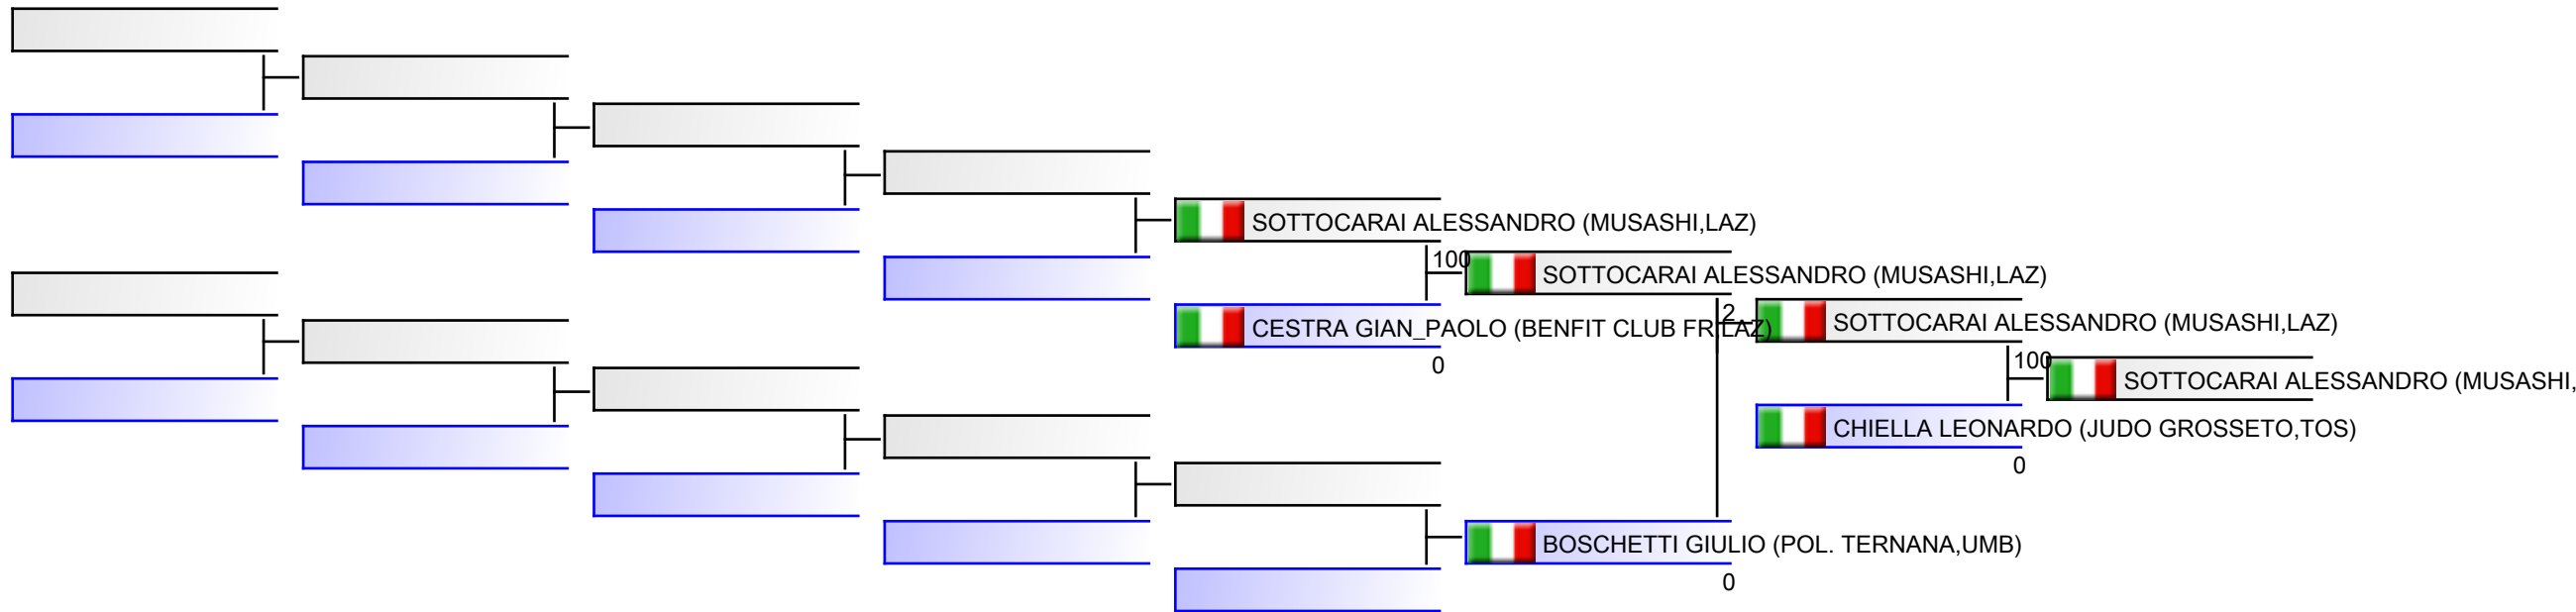 SOTTOCARAI ALESSANDRO (MUSASHI,LAZ)
100
SOTTOCARAI ALESSANDRO (MUSASHI,LAZ)
2
SOTTOCARAI ALESSANDRO (MUSASHI,LAZ)
CESTRA GIAN_PAOLO (BENFIT CLUB FR,LAZ)
0
100
SOTTOCARAI ALESSANDRO (MUSASHI,
CHIELLA LEONARDO (JUDO GROSSETO,TOS)
0
BOSCHETTI GIULIO (POL. TERNANA,UMB)
0